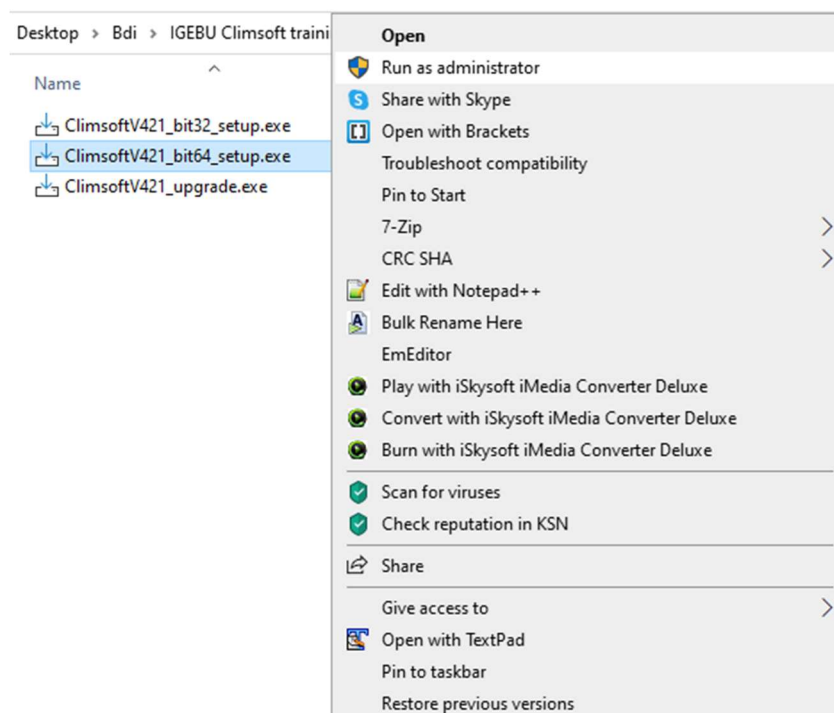 Desktop > Bdi > IGEBU Climsoft traini
Name
ClimsoftV421_bit32_setup.exe
ClimsoftV421_bit64_setup.exe
ClimsoftV421_upgrade.exe
Open
Run as administrator
Share with Skype
Open with Brackets
Troubleshoot compatibility
Pin to Start
7-Zip
CRC SHA
Edit with Notepad++
Bulk Rename Here
EmEditor
Play with iSkysoft iMedia Converter Deluxe
Convert with iSkysoft iMedia Converter Deluxe
Burn with iSkysoft iMedia Converter Deluxe
Scan for viruses
Check reputation in KSN
Share
Give access to
Open with TextPad
Pin to taskbar
Restore previous versions